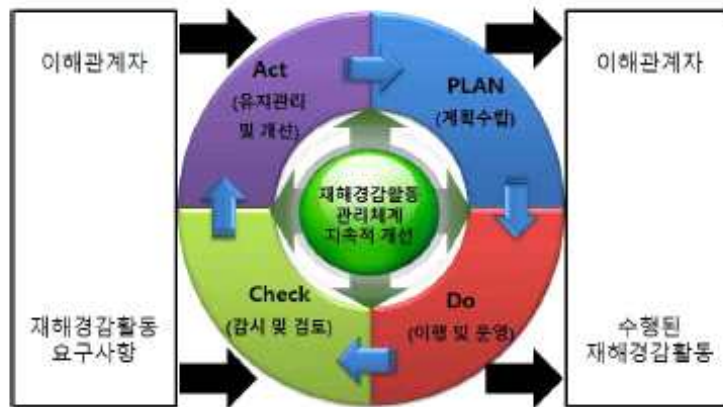 이해관계자
재해경감활동
요구사항
Act
(유지관리
및 개선)
PLAN
(계획수립)
재해경감활동
관리체계
지속적 개선
Check
(감시 및 검토)
Do
(이행 및 운영)
이해관계자
수행된
재해경감활동